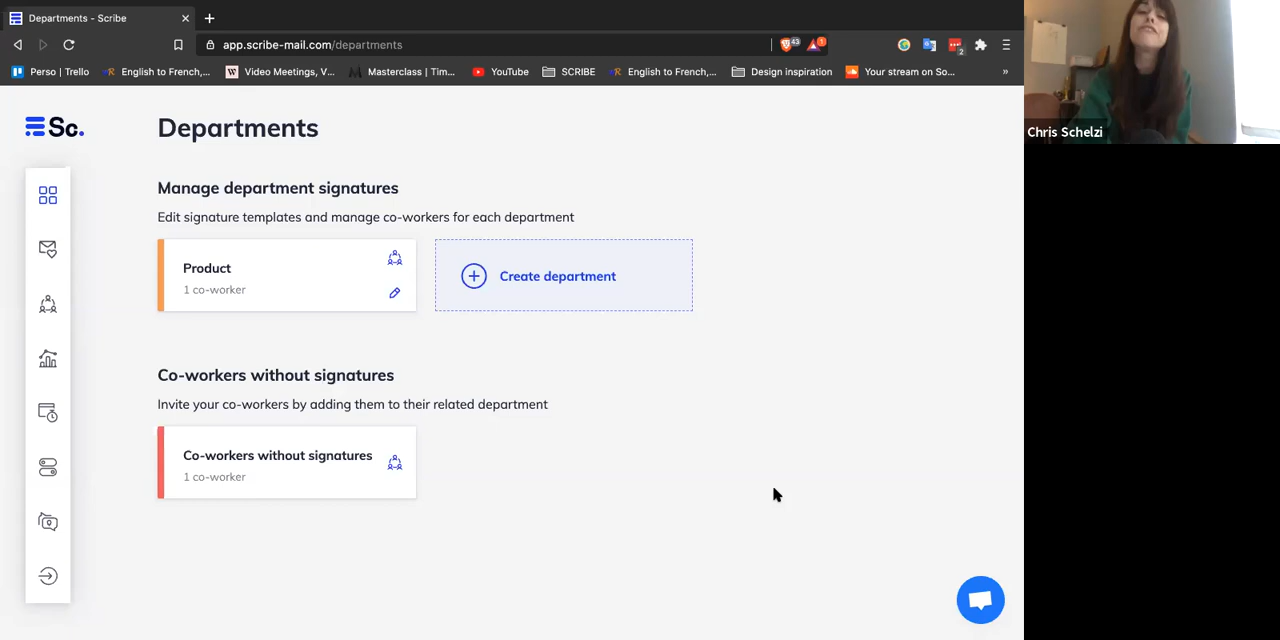 Departments - Scribe
app.scribe-mail.com/departments
43
1
2
Perso | Trello
English to French,...
Video Meetings, V...
Masterclass | Tim...
YouTube
SCRIBE
English to French,...
Design inspiration
Your stream on So...
»
Chris Schelzi
Sc.
Departments
Manage department signatures
Edit signature templates and manage co-workers for each department
Product
1 co-worker
Create department
Co-workers without signatures
Invite your co-workers by adding them to their related department
Co-workers without signatures
1 co-worker